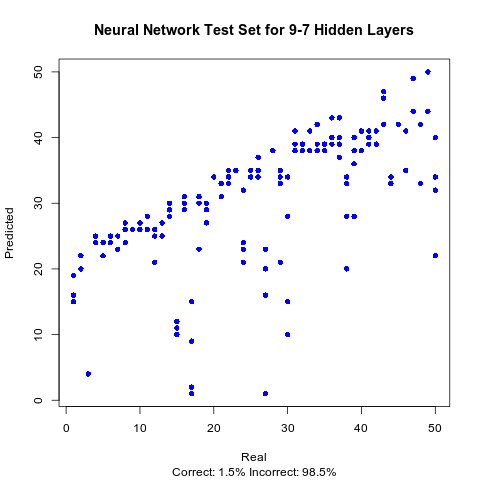 Neural Network Test Set for 9-7 Hidden Layers
Predicted
50
40
30
20
10
0
0 10 20 30 40 50
Real
Correct: 1.5% Incorrect: 98.5%